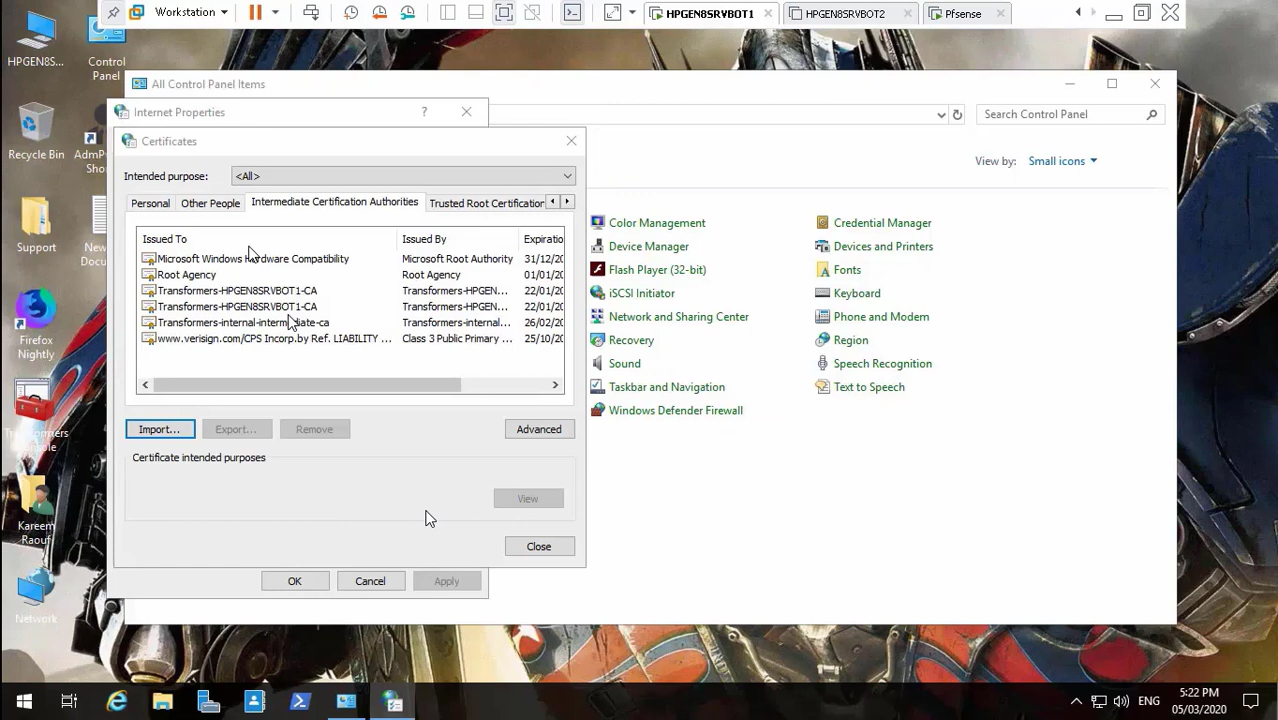 Workstation
HPGEN8SRVBOT1
HPGEN8SRVBOT2
Pfsense
HPGEN8S...
Control
Panel
Recycle Bin
AdmP
Sho
Support
New
Docu
Firefox
Nightly
Kareem
Raouf
Network
All Control Panel Items
Search Control Panel
View by:
Small icons
Internet Properties
?
Certificates
Intended purpose:
<All>
Personal
Other People
Intermediate Certification Authorities
Trusted Root Certification
Issued To
Issued By
Expiratio
Microsoft Windows Hardware Compatibility
Microsoft Root Authority
31/12/20
Root Agency
Root Agency
01/01/20
Transformers-HPGEN8SRVBOT1-CA
Transformers-HPGEN...
22/01/20
Transformers-HPGEN8SRVBOT1-CA
Transformers-HPGEN...
22/01/20
Transformers-internal-intermediate-ca
Transformers-internal...
26/02/20
www.verisign.com/CPS Incorp.by Ref. LIABILITY ...
Class 3 Public Primary ...
25/10/20
Import...
Export...
Remove
Advanced
Certificate intended purposes
View
Close
OK
Cancel
Apply
Color Management
Credential Manager
Device Manager
Devices and Printers
Flash Player (32-bit)
Fonts
iSCSI Initiator
Keyboard
Network and Sharing Center
Phone and Modem
Recovery
Region
Sound
Speech Recognition
Taskbar and Navigation
Text to Speech
Windows Defender Firewall
ENG
5:22 PM
05/03/2020